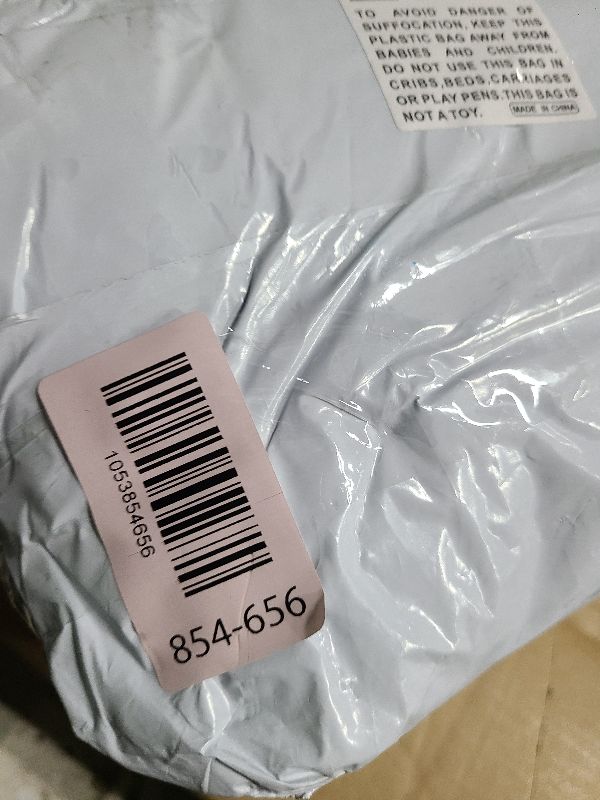 TO AVOID DANGER OF
SUFFOCATION, KEEP THIS
PLASTIC BAG AWAY FROM
BABIES AND CHILDREN.
DO NOT USE THIS BAG IN
CRIBS,BEDS,CARRIAGES
OR PLAY PENS.THIS BAG IS
NOT A TOY.
MADE IN CHINA
1053854656
854-656